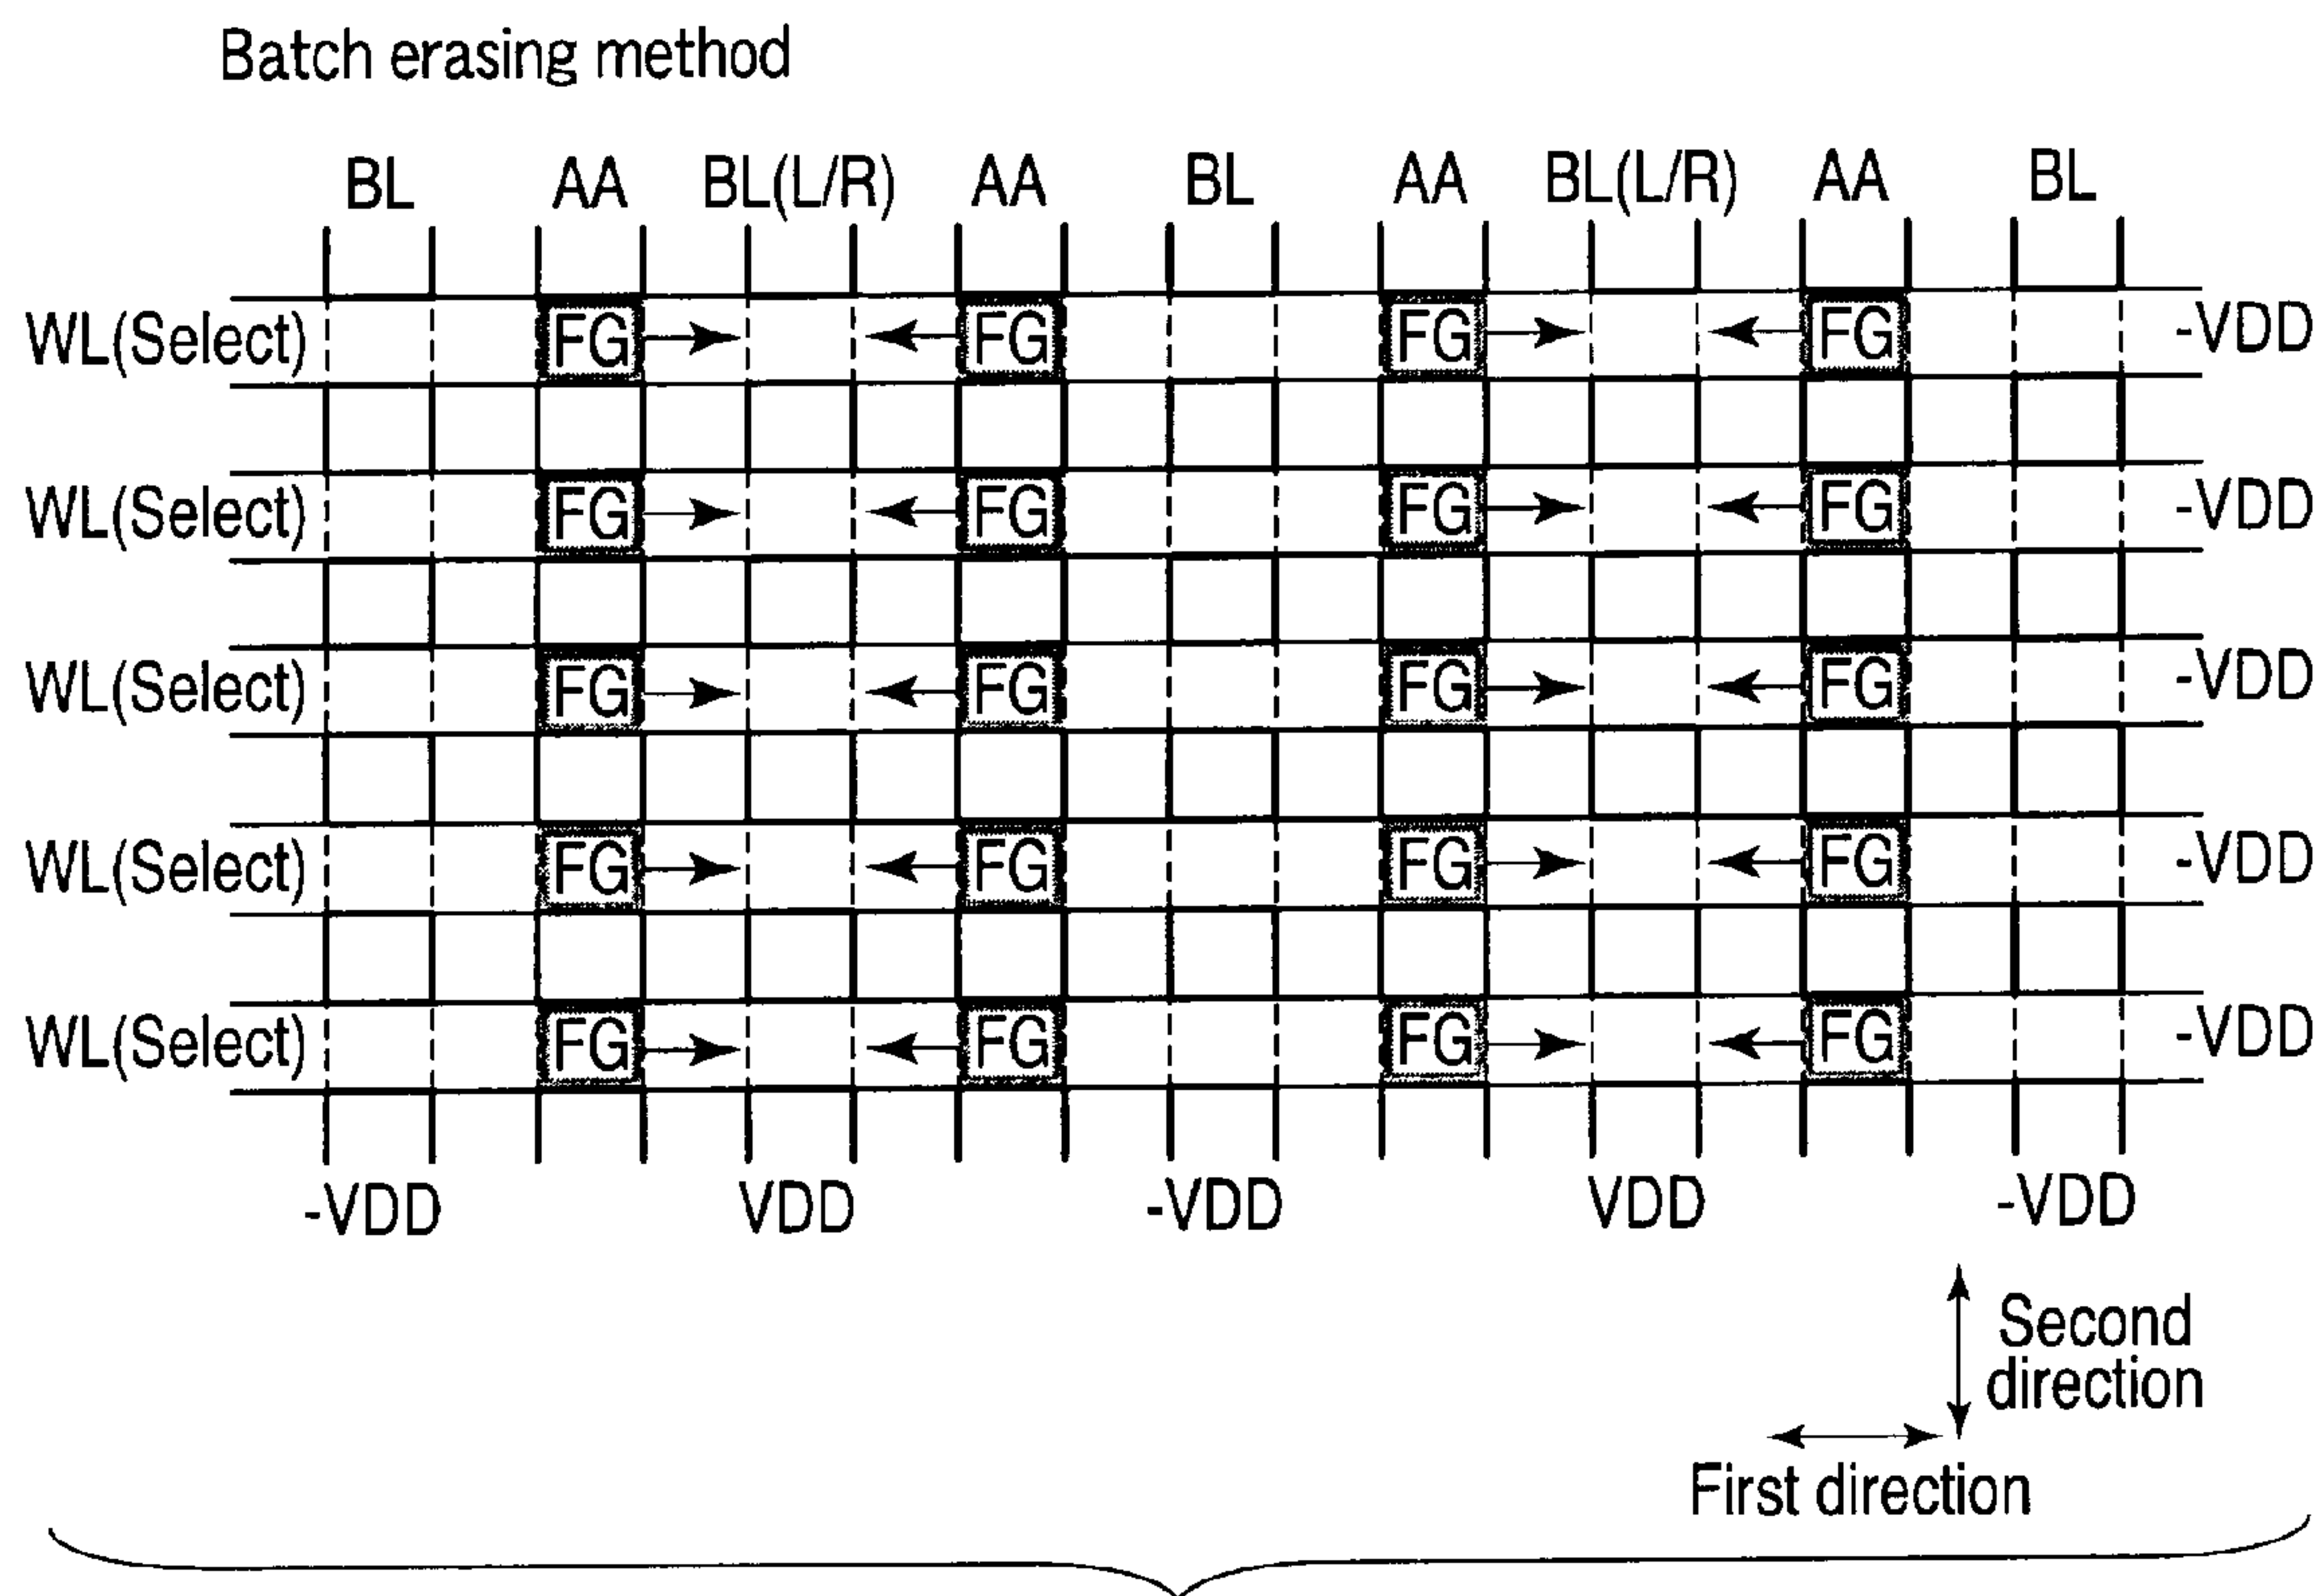 Batch erasing method
BL AA BL(L/R) AA BL AA BL(L/R) AA BL
WL(Select) FG FG FG FG -VDD
WL(Select) FG FG FG FG -VDD
WL(Select) FG FG FG FG -VDD
WL(Select) FG FG FG FG -VDD
WL(Select) FG FG FG FG -VDD
-VDD VDD -VDD VDD -VDD
Second
direction
First direction